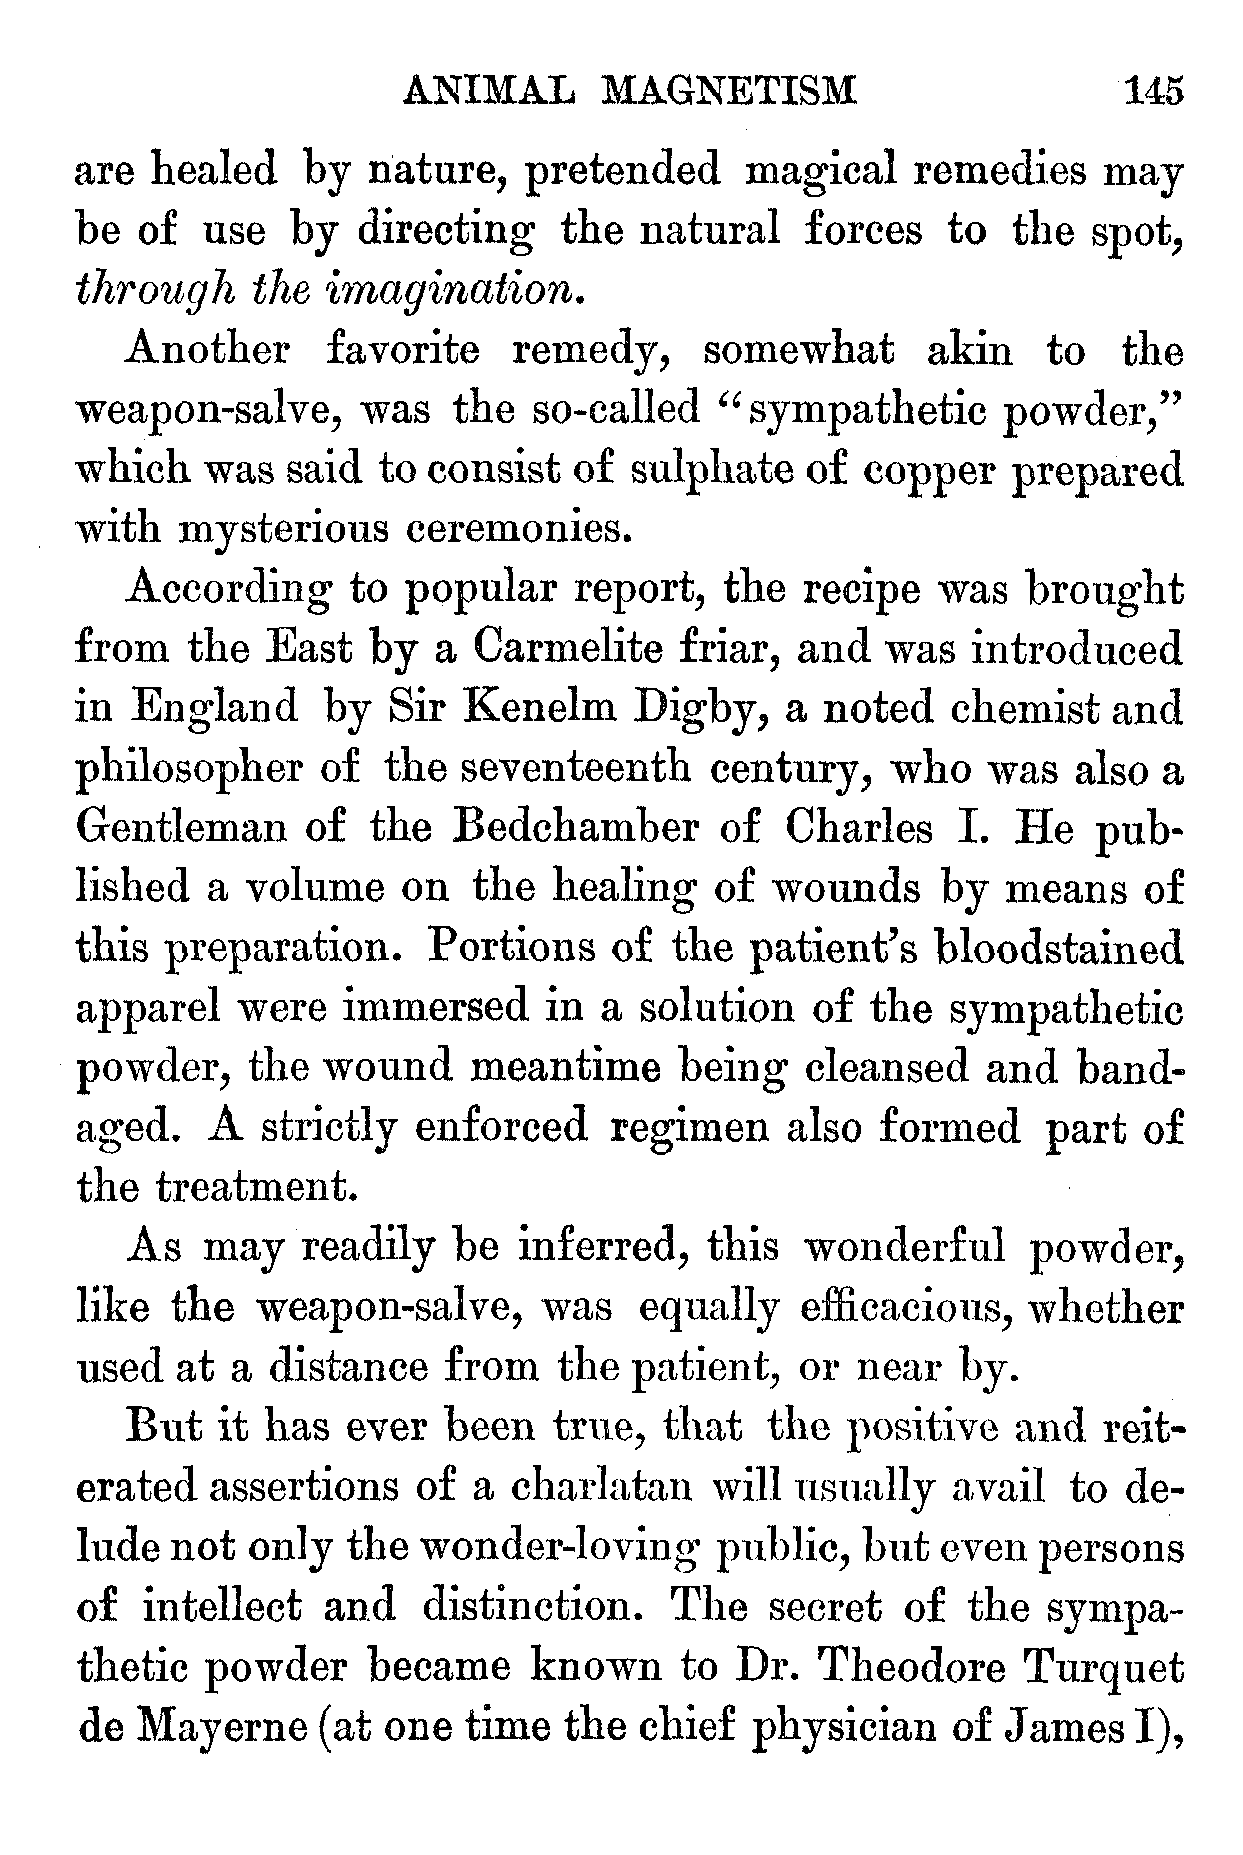 ANIMAL MAGNETISM 145
are healed by nature, pretended magical remedies may
be of use by directing the natural forces to the spot,
through the imagination.
Another favorite remedy, somewhat akin to the
weapon-salve, was the so-called “sympathetic powder,”
which was said to consist of sulphate of copper prepared
with mysterious ceremonies.
According to popular report, the recipe was brought
from the East by a Carmelite friar, and was introduced
in England by Sir Kenelm Digby, a noted chemist and
philosopher of the seventeenth century, who was also a
Gentleman of the Bedchamber of Charles I. He pub-
lished a volume on the healing of wounds by means of
this preparation. Portions of the patient’s bloodstained
apparel were immersed in a solution of the sympathetic
powder, the wound meantime being cleansed and band-
aged. A strictly enforced regimen also formed part of
the treatment.
As may readily be inferred, this wonderful powder,
like the weapon-salve, was equally efficacious, whether
used at a distance from the patient, or near by.
But it has ever been true, that the positive and reit-
erated assertions of a charlatan will usually avail to de-
lude not only the wonder-loving public, but even persons
of intellect and distinction. The secret of the sympa-
thetic powder became known to Dr. Theodore Turquet
de Mayerne (at one time the chief physician of James I),